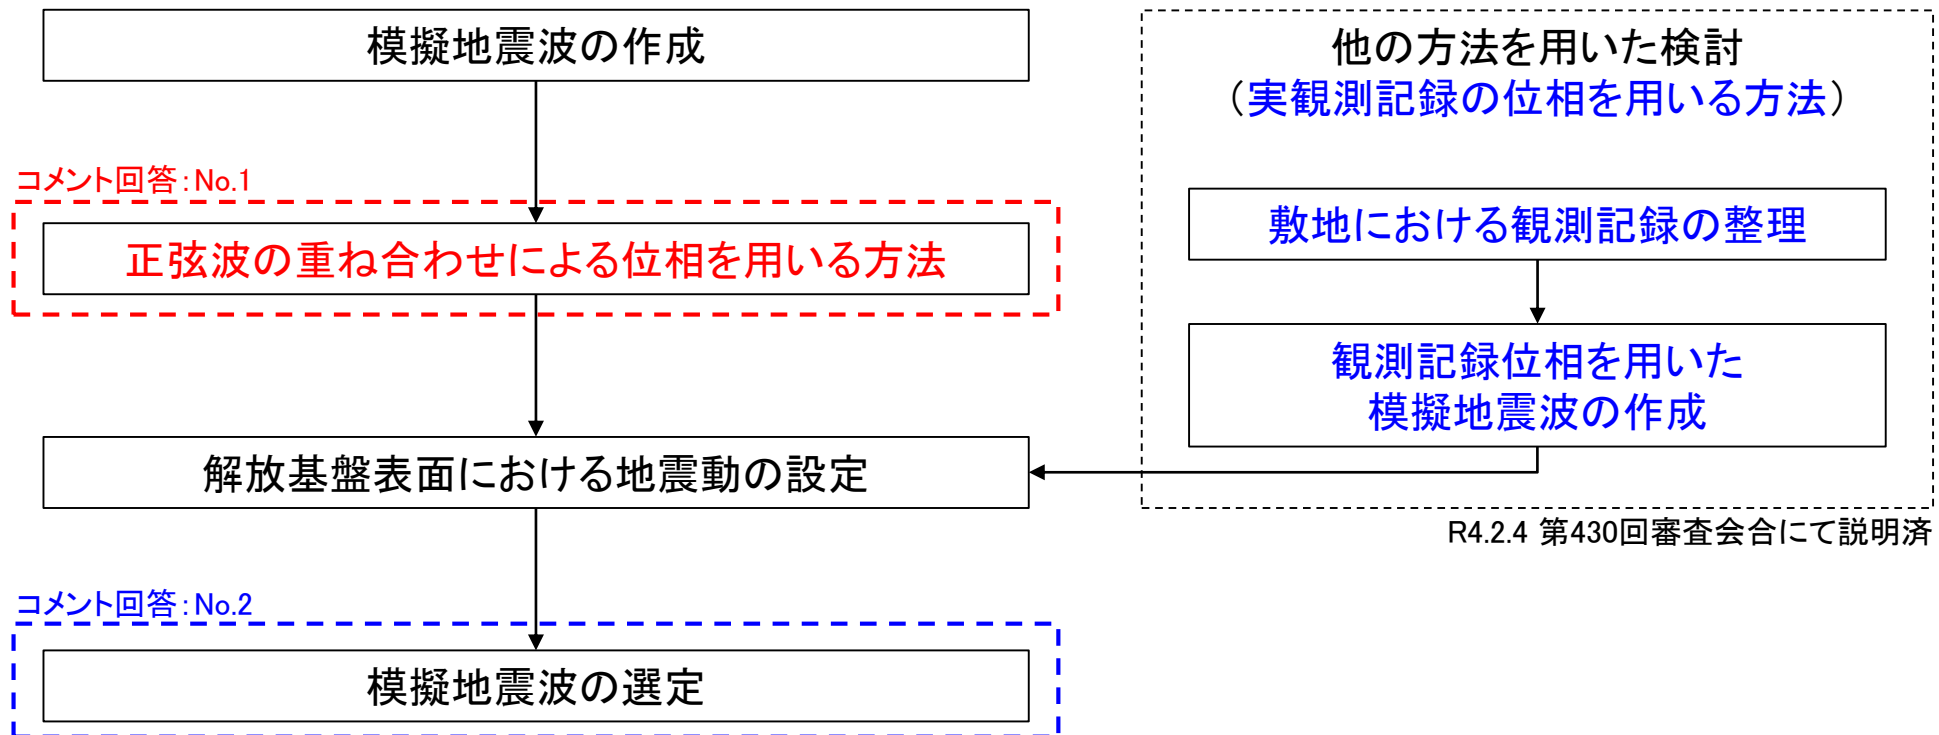 模擬地震波の作成
コメント回答：No.1
正弦波の重ね合わせによる位相を用いる方法
解放基盤表面における地震動の設定
コメント回答：No.2
模擬地震波の選定
他の方法を用いた検討
（実観測記録の位相を用いる方法）
敷地における観測記録の整理
観測記録位相を用いた
模擬地震波の作成
R4.2.4 第430回審査会合にて説明済